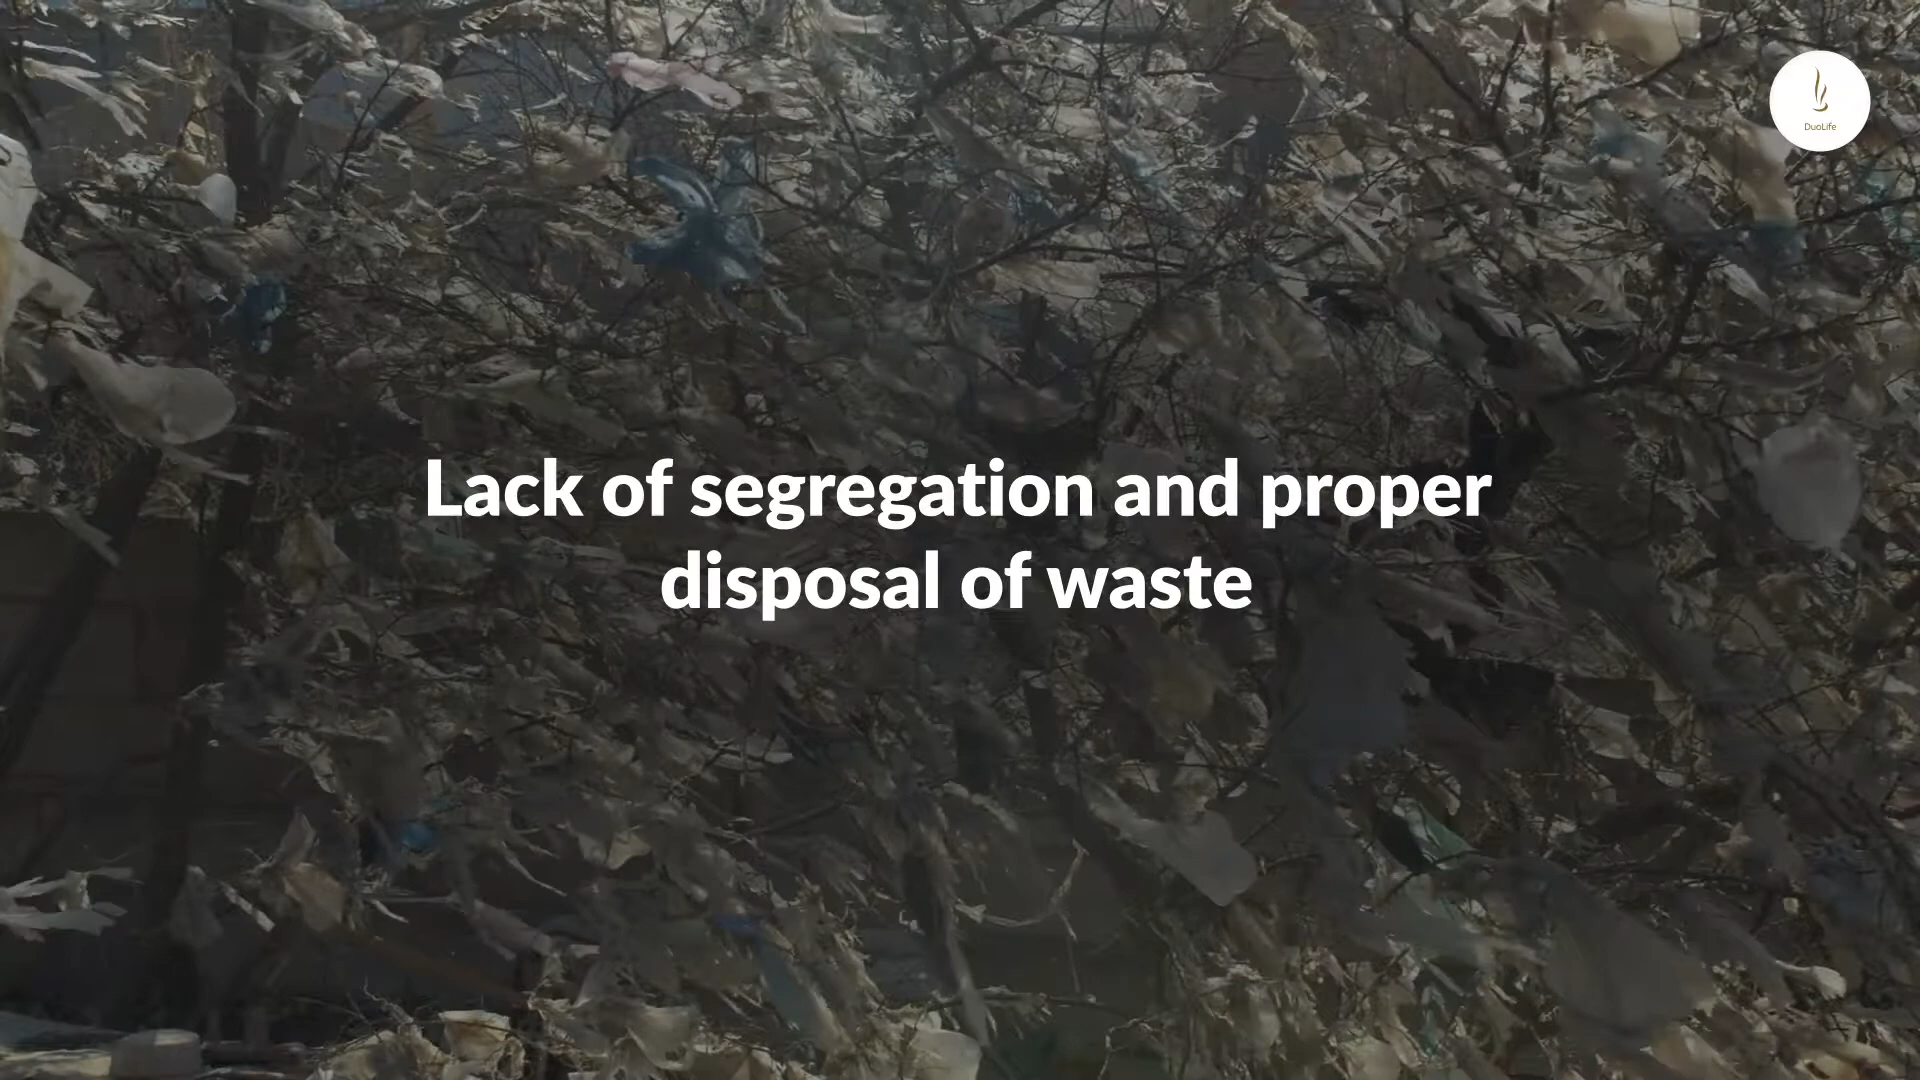 DuoLife
Lack of segregation and proper
disposal of waste